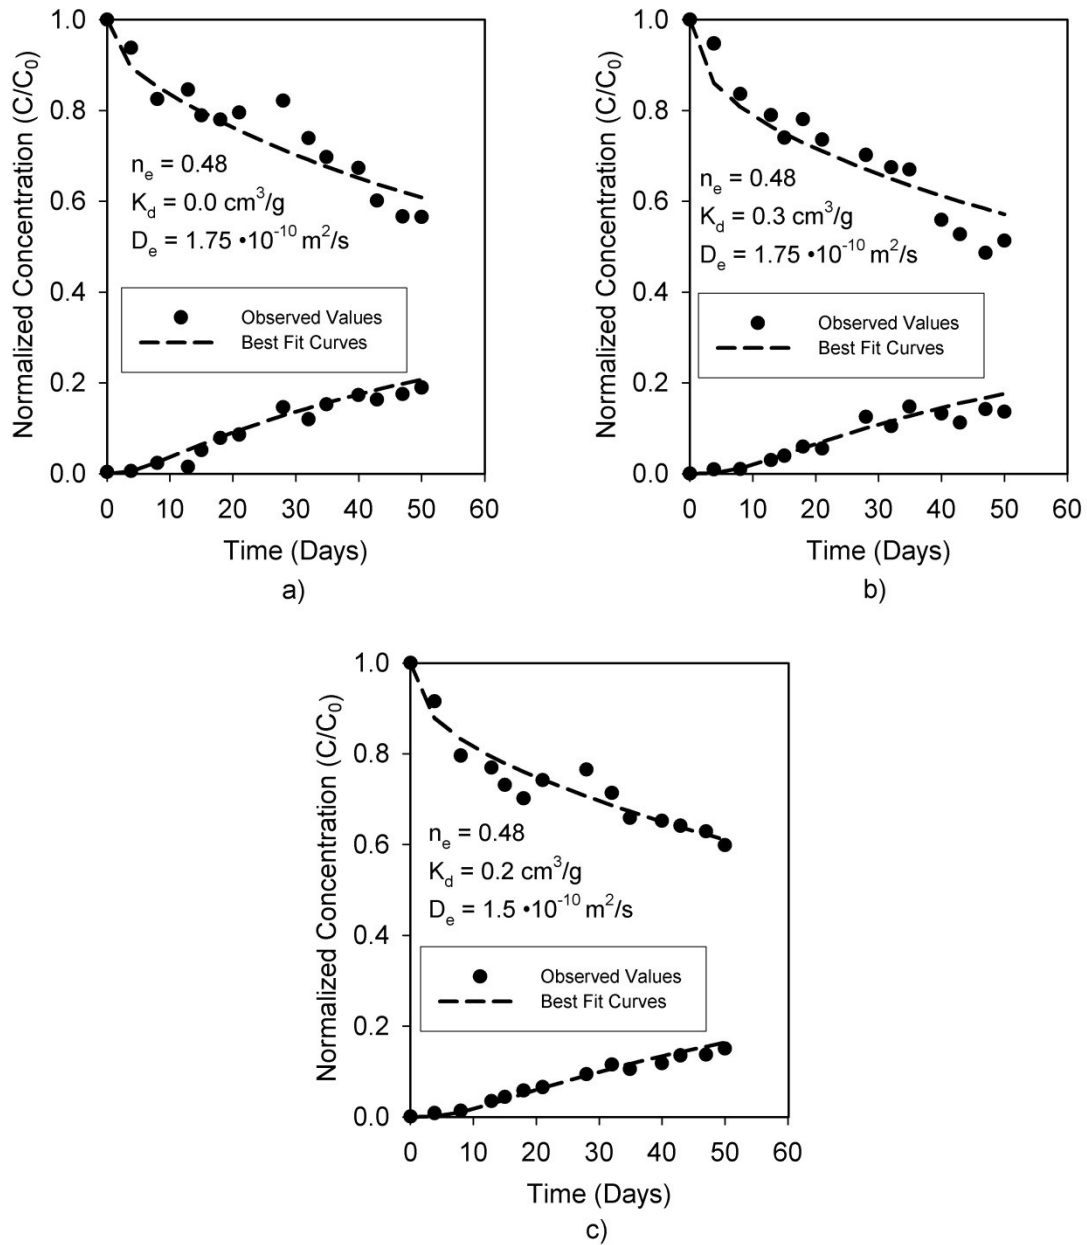 Normalized Concentration (C/C₀)
1.0
0.8
0.6
0.4
0.2
0.0
nₑ = 0.48
K_d = 0.0 cm³/g
Dₑ = 1.75 •10⁻¹⁰ m²/s
Observed Values
Best Fit Curves
0 10 20 30 40 50 60
Time (Days)
a)
Normalized Concentration (C/C₀)
1.0
0.8
0.6
0.4
0.2
0.0
nₑ = 0.48
K_d = 0.3 cm³/g
Dₑ = 1.75 •10⁻¹⁰ m²/s
Observed Values
Best Fit Curves
0 10 20 30 40 50 60
Time (Days)
b)
Normalized Concentration (C/C₀)
1.0
0.8
0.6
0.4
0.2
0.0
nₑ = 0.48
K_d = 0.2 cm³/g
Dₑ = 1.5 •10⁻¹⁰ m²/s
Observed Values
Best Fit Curves
0 10 20 30 40 50 60
Time (Days)
c)